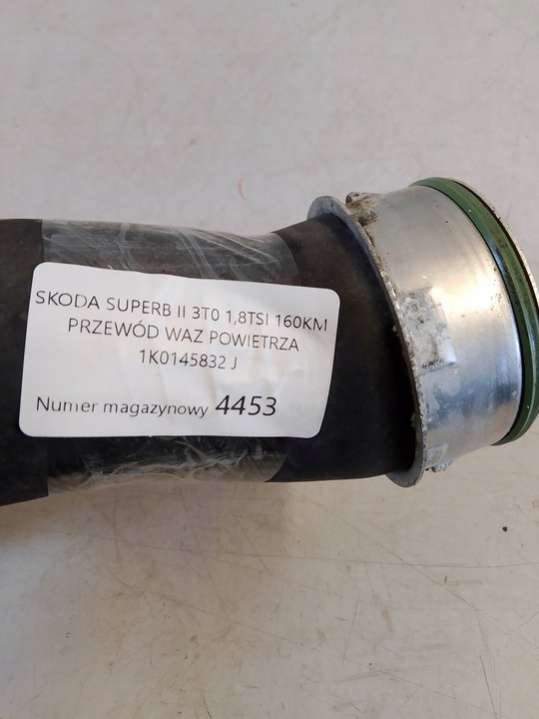 SKODA SUPERB II 3T0 1,8TSI 160KM
PRZEWÓD WAZ POWIETRZA
1K0145832 J
Numer magazynowy 4453